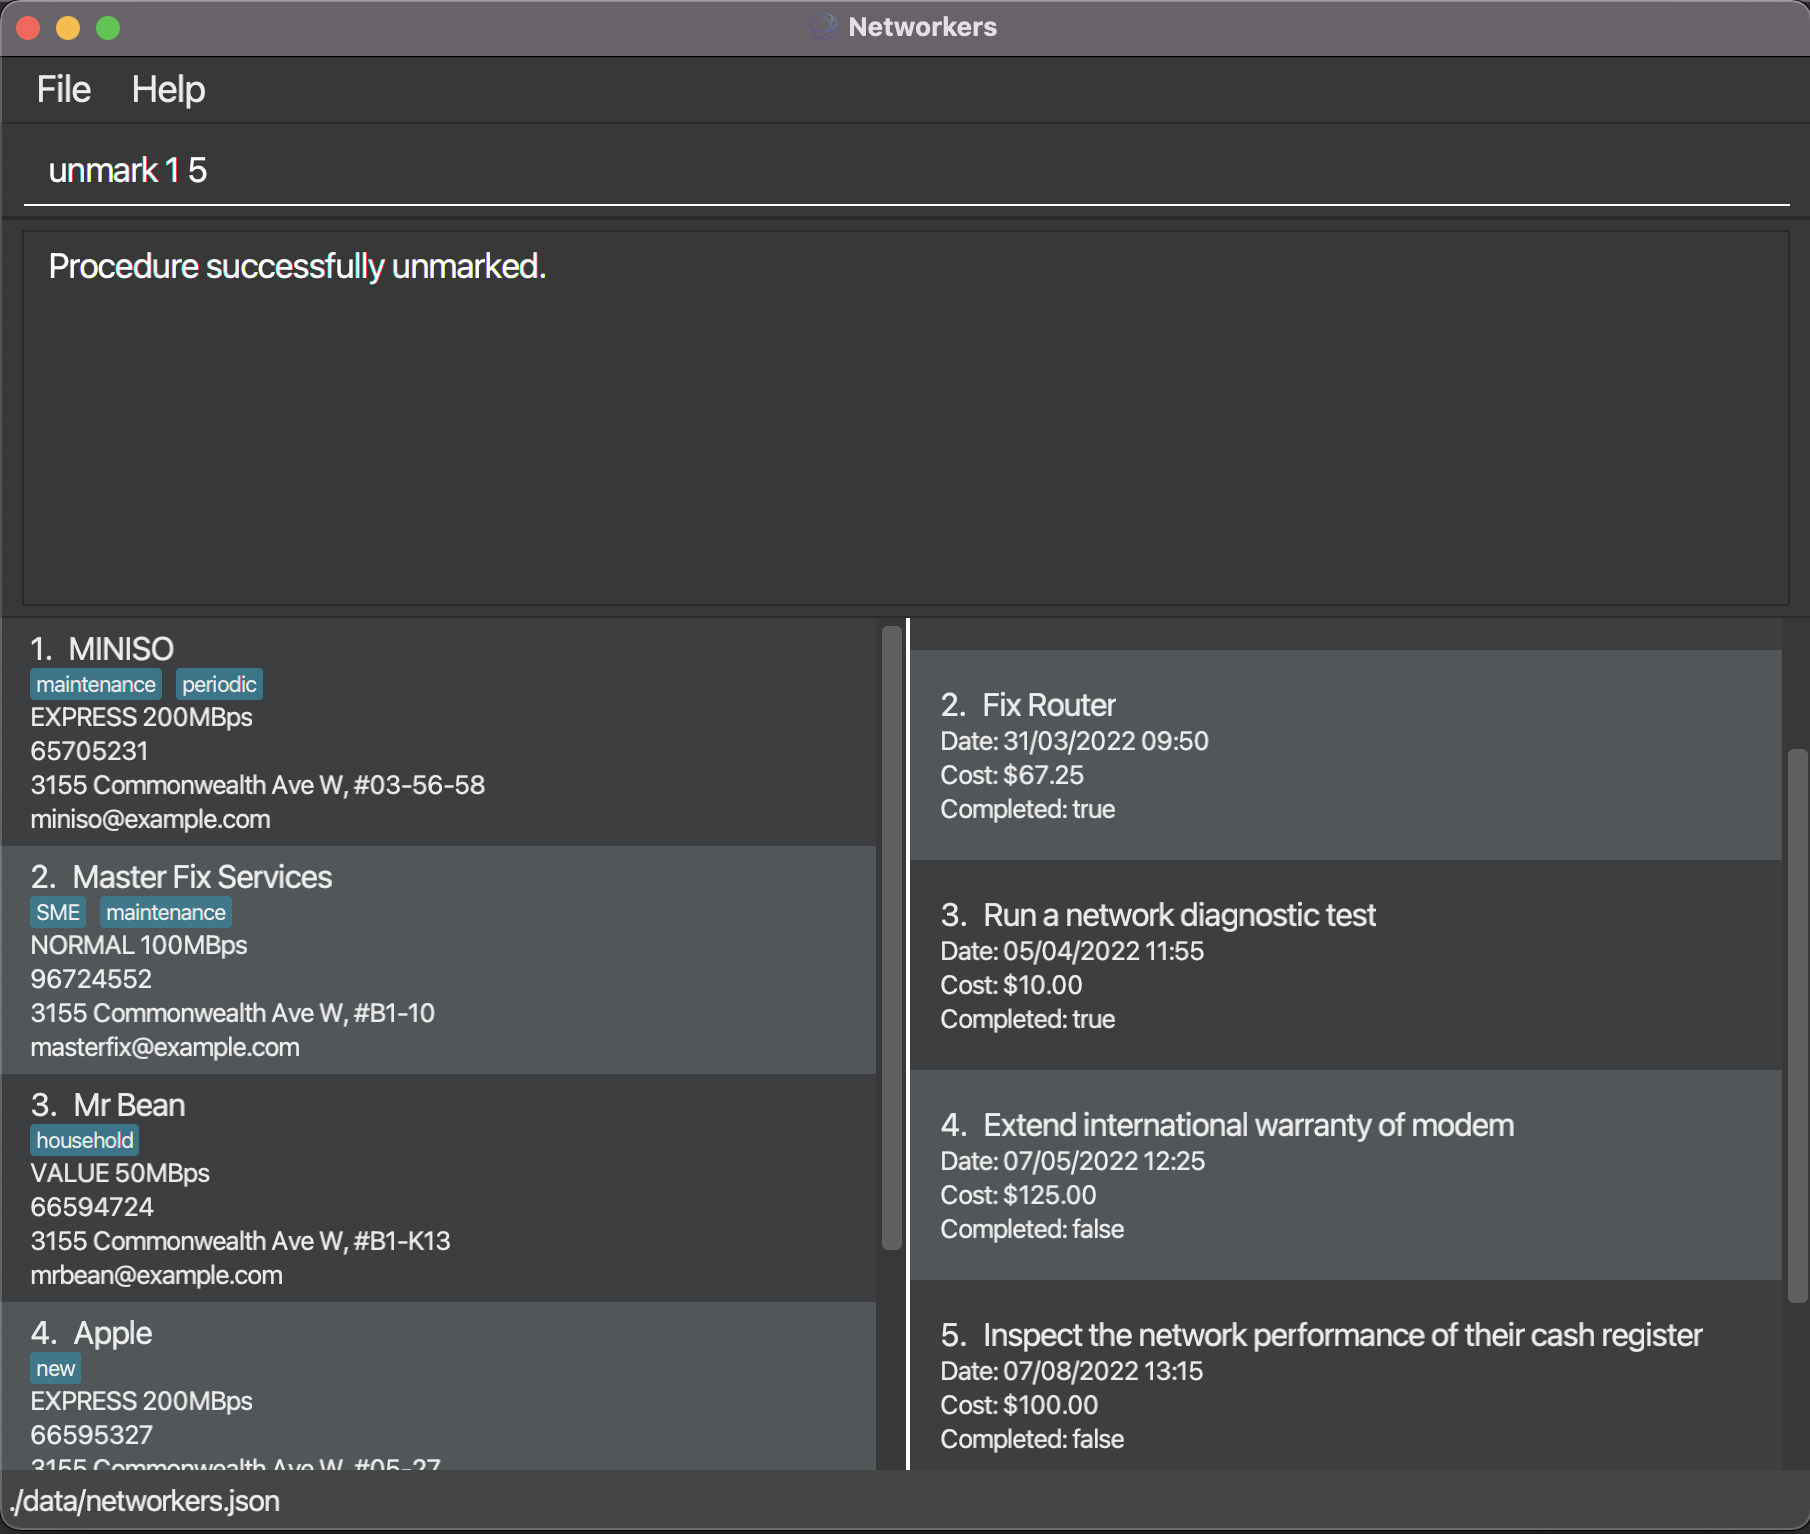 Networkers
File Help
unmark 1 5
Procedure successfully unmarked.
1. MINISO
maintenance periodic
EXPRESS 200MBps
65705231
3155 Commonwealth Ave W, #03-56-58
miniso@example.com
2. Master Fix Services
SME maintenance
NORMAL 100MBps
96724552
3155 Commonwealth Ave W, #B1-10
masterfix@example.com
3. Mr Bean
household
VALUE 50MBps
66594724
3155 Commonwealth Ave W, #B1-K13
mrbean@example.com
4. Apple
new
EXPRESS 200MBps
66595327
3155 Commonwealth Ave W, #05-27
2. Fix Router
Date: 31/03/2022 09:50
Cost: $67.25
Completed: true
3. Run a network diagnostic test
Date: 05/04/2022 11:55
Cost: $10.00
Completed: true
4. Extend international warranty of modem
Date: 07/05/2022 12:25
Cost: $125.00
Completed: false
5. Inspect the network performance of their cash register
Date: 07/08/2022 13:15
Cost: $100.00
Completed: false
./data/networkers.json